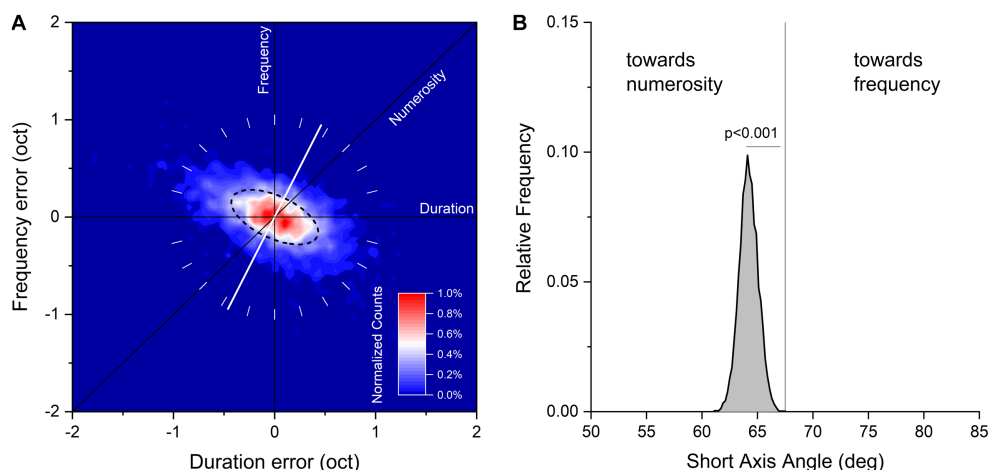 A
Frequency error (oct)
2
1
0
-1
-2
-2
-1
0
1
2
Duration error (oct)
Frequency
Numerosity
Duration
Normalized Counts
1.0%
0.8%
0.6%
0.4%
0.2%
0.0%
B
Relative Frequency
0.15
0.10
0.05
0.00
50
55
60
65
70
75
80
85
Short Axis Angle (deg)
towards
numerosity
towards
frequency
p<0.001